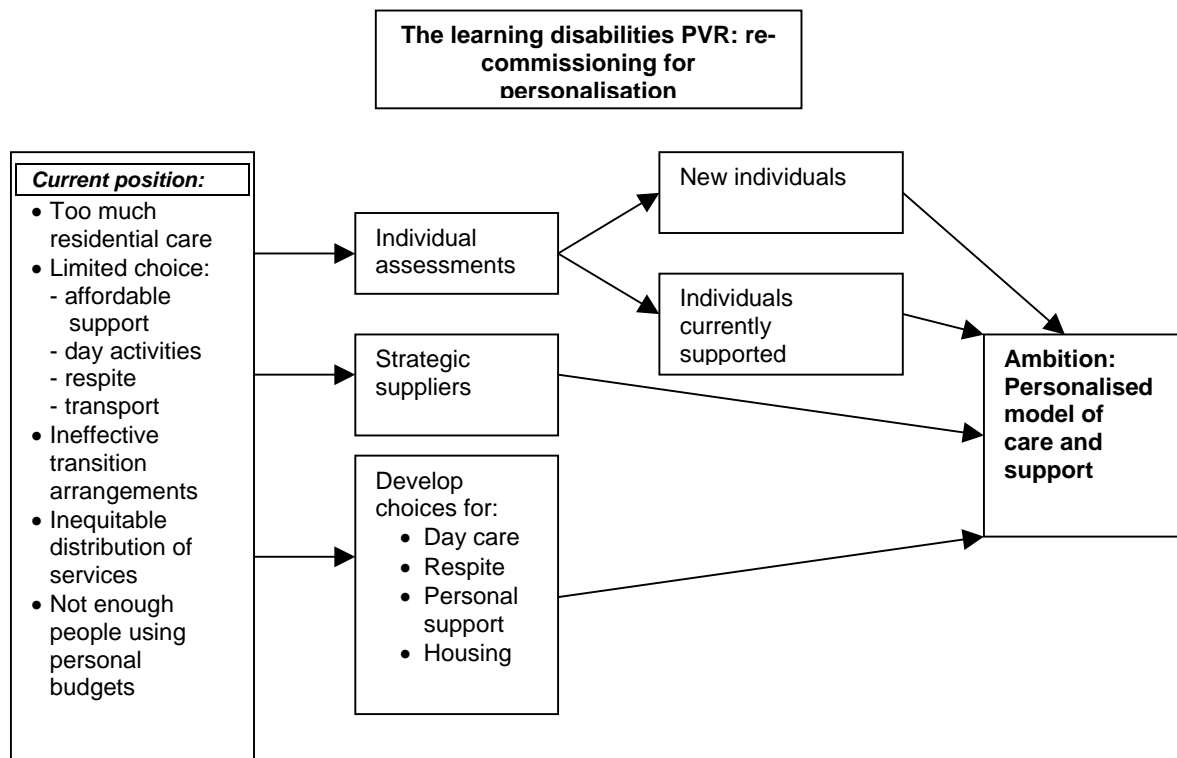 The learning disabilities PVR: re-
commissioning for
personalisation
Current position:
• Too much
residential care
• Limited choice:
- affordable
support
- day activities
- respite
- transport
• Ineffective
transition
arrangements
• Inequitable
distribution of
services
• Not enough
people using
personal
budgets
Individual
assessments
Strategic
suppliers
Develop
choices for:
• Day care
• Respite
• Personal
support
• Housing
New individuals
Individuals
currently
supported
Ambition:
Personalised
model of
care and
support